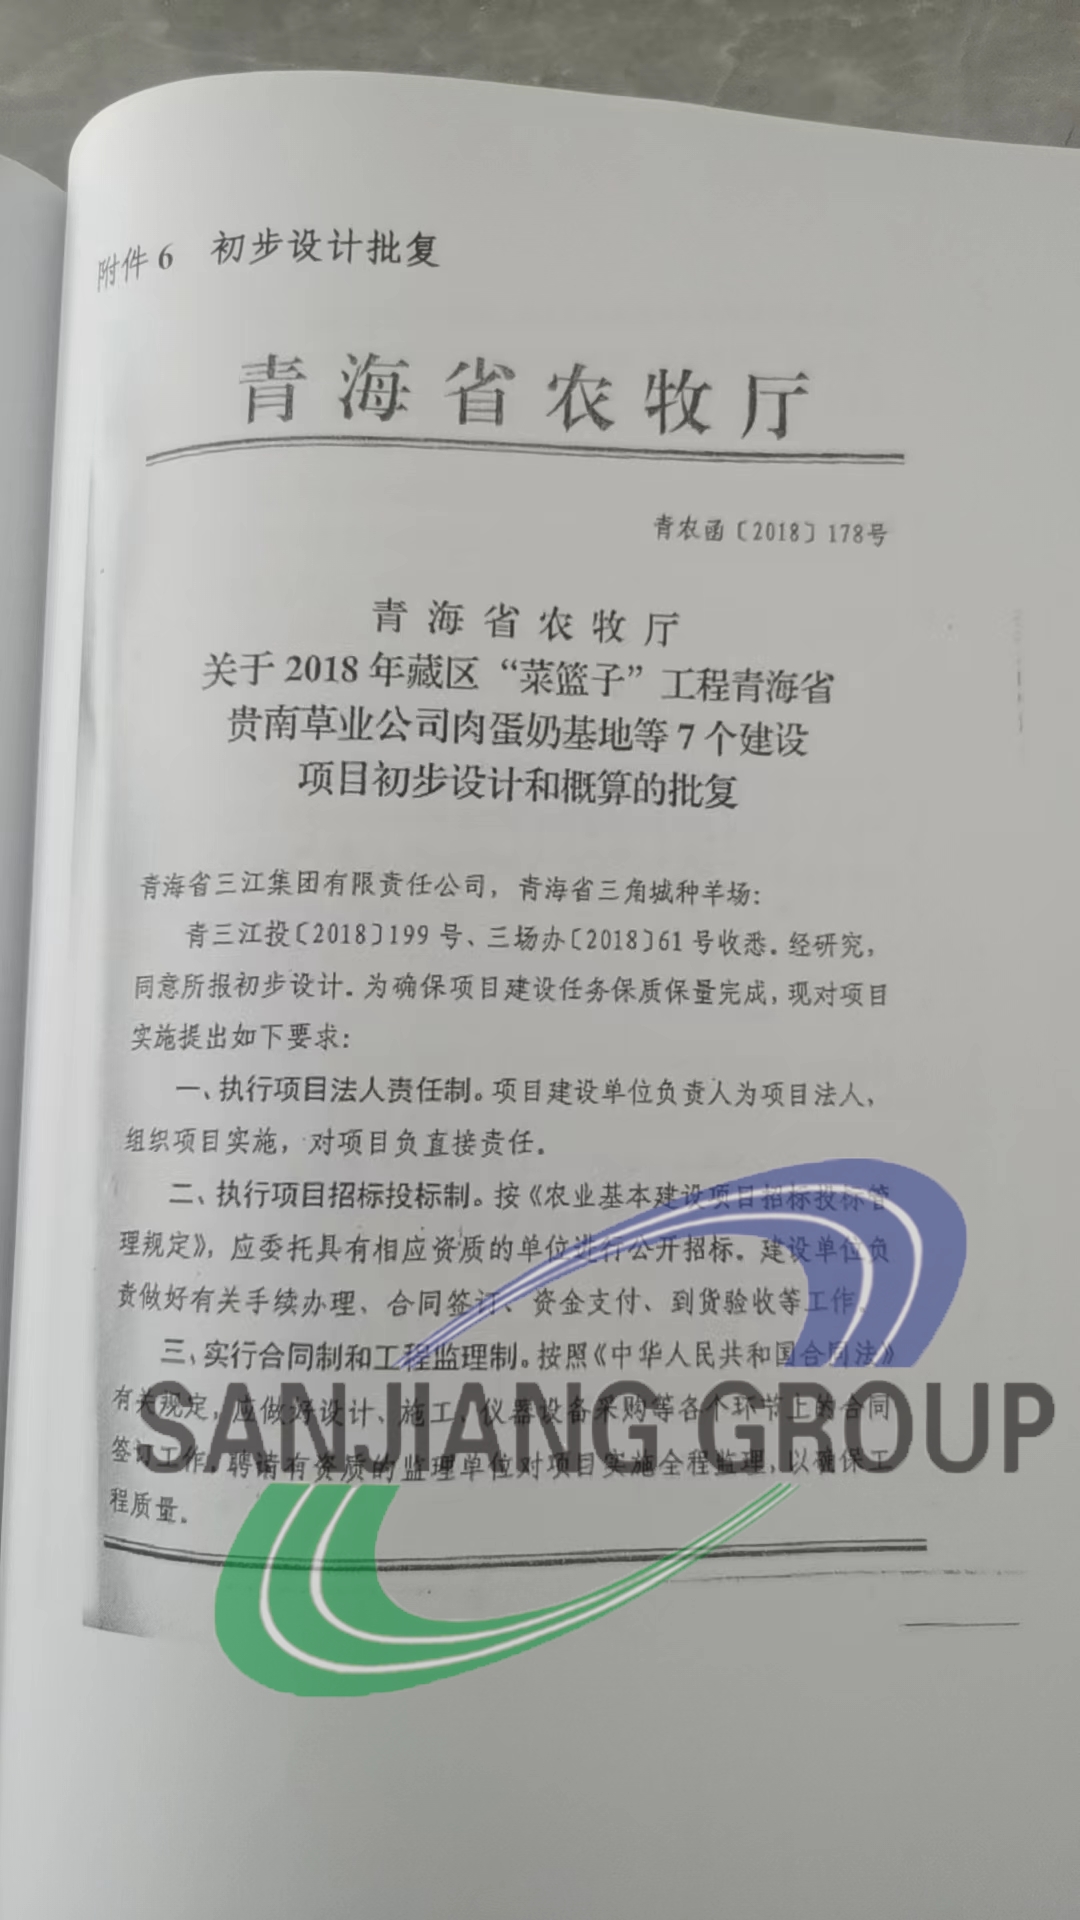 附件 6 初步设计批复
青海省农牧厅
青农函〔2018〕178号
青海省农牧厅
关于 2018 年藏区“菜篮子”工程青海省
贵南草业公司肉蛋奶基地等 7 个建设
项目初步设计和概算的批复
青海省三江集团有限责任公司，青海省三角城种羊场：
青三江投〔2018〕199 号、三场办〔2018〕61 号收悉。经研究，
同意所报初步设计。为确保项目建设任务保质保量完成，现对项目
实施提出如下要求：
一、执行项目法人责任制。项目建设单位负责人为项目法人，
组织项目实施，对项目负直接责任。
二、执行项目招标投标制。按《农业基本建设项目招标投标管
理规定》，应委托具有相应资质的单位进行公开招标。建设单位负
责做好有关手续办理、合同签订、资金支付、到货验收等工作。
三、实行合同制和工程监理制。按照《中华人民共和国合同法》
有关规定，应做好设计、施工、仪器设备采购等各个环节上的合同
SANJIANG GROUP
签订工作，聘请有资质的监理单位对项目实施全程监理，以确保工
程质量。